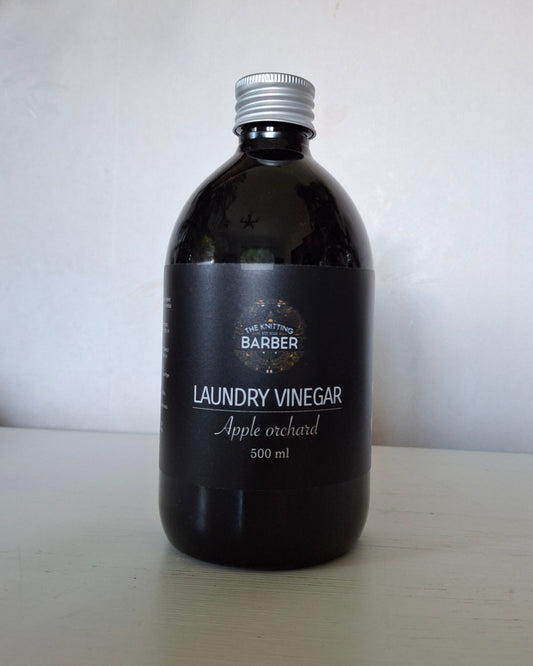 THE KNITTING
BARBER
LAUNDRY VINEGAR
Apple orchard
500 ml